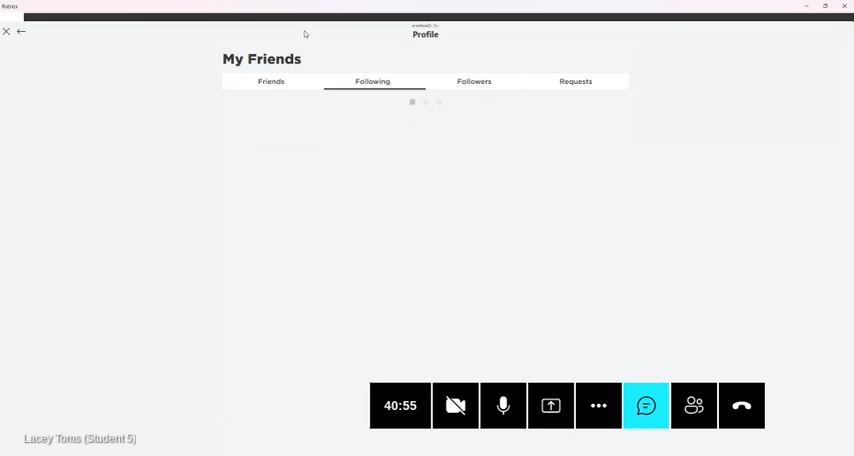 Roblox
Profile
My Friends
Friends Following Followers Requests
40:55
Lacey Toms (Student 5)